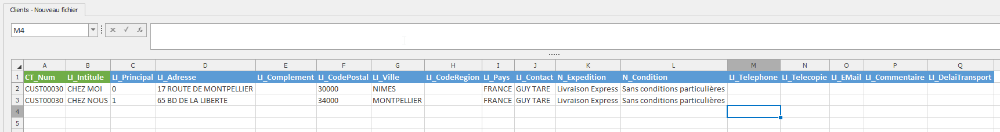 Clients - Nouveau fichier
M4
A B C D E F G H I J K L M N O P Q
1 CT_Num LI_Intitule LI_Principal LI_Adresse LI_Complement LI_CodePostal LI_Ville LI_CodeRegion LI_Pays LI_Contact N_Expedition N_Condition LI_Telephone LI_Telecopie LI_EMail LI_Commentaire LI_DelaiTransport
2 CUST00030 CHEZ MOI 0 17 ROUTE DE MONTPELLIER 30000 NIMES FRANCE GUY TARE Livraison Express Sans conditions particulières
3 CUST00030 CHEZ NOUS 1 65 BD DE LA LIBERTE 34000 MONTPELLIER FRANCE GUY TARE Livraison Express Sans conditions particulières
4
5